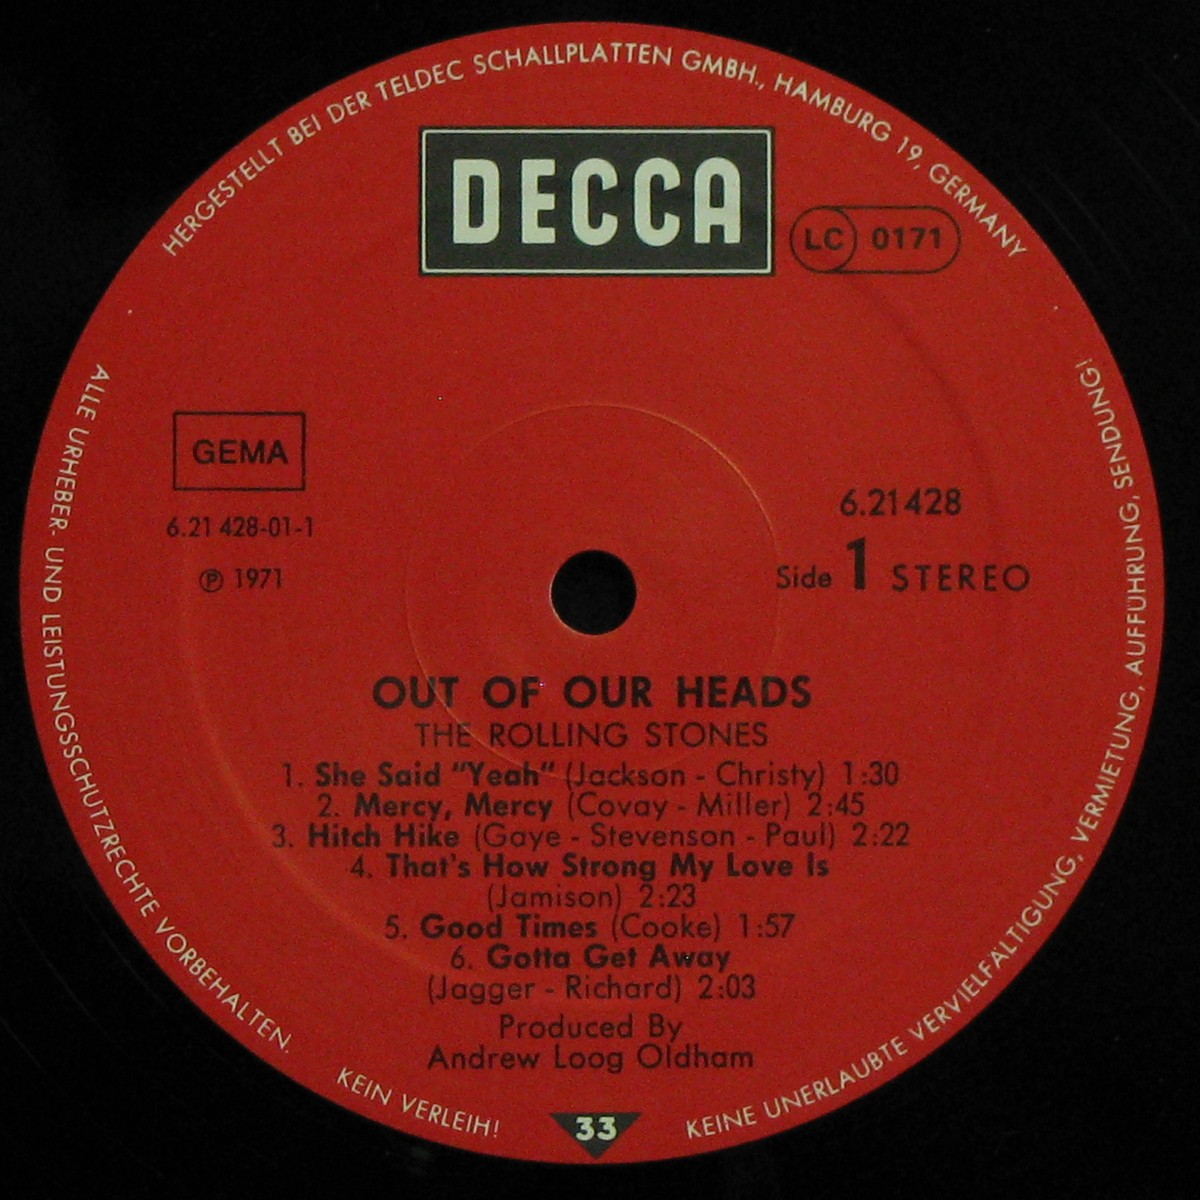 HERGESTELLT BEI DER TELDEC SCHALLPLATTEN GMBH., HAMBURG 19, GERMANY
DECCA
LC 0171
GEMA
6.21 428-01-1
℗ 1971
6.21428
Side 1 STEREO
OUT OF OUR HEADS
THE ROLLING STONES
1. She Said "Yeah" (Jackson - Christy) 1:30
2. Mercy, Mercy (Covay - Miller) 2:45
3. Hitch Hike (Gaye - Stevenson - Paul) 2:22
4. That's How Strong My Love Is
(Jamison) 2:23
5. Good Times (Cooke) 1:57
6. Gotta Get Away
(Jagger - Richard) 2:03
Produced By
Andrew Loog Oldham
33
ALLE URHEBER- UND LEISTUNGSSCHUTZRECHTE VORBEHALTEN.
KEIN VERLEIH!
KEINE UNERLAUBTE VERVIELFÄLTIGUNG, VERMIETUNG, AUFFÜHRUNG, SENDUNG!